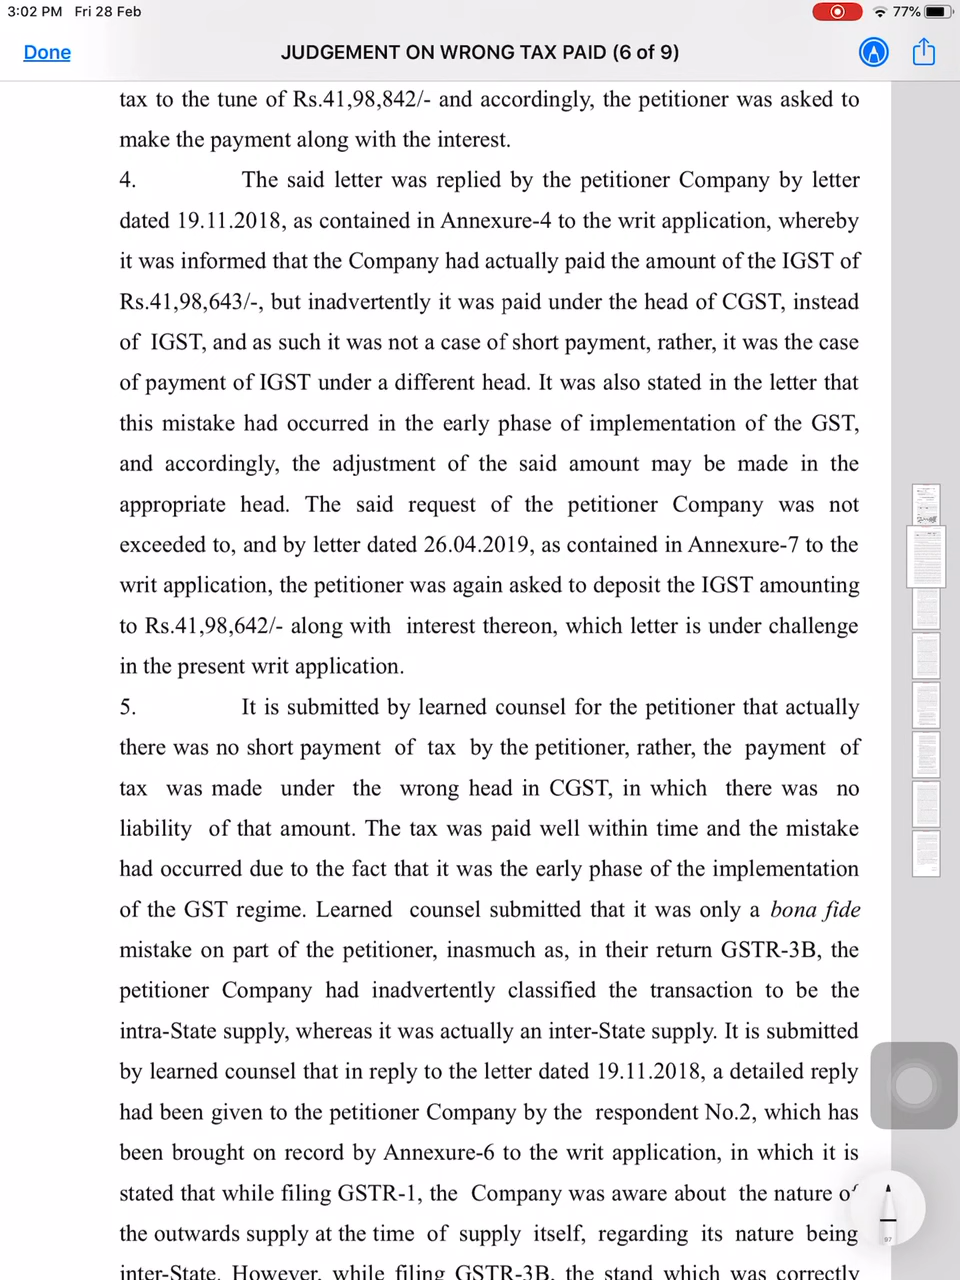 3:02 PM Fri 28 Feb 77%
Done JUDGEMENT ON WRONG TAX PAID (6 of 9)
tax to the tune of Rs.41,98,842/- and accordingly, the petitioner was asked to
make the payment along with the interest.
4. The said letter was replied by the petitioner Company by letter
dated 19.11.2018, as contained in Annexure-4 to the writ application, whereby
it was informed that the Company had actually paid the amount of the IGST of
Rs.41,98,643/-, but inadvertently it was paid under the head of CGST, instead
of IGST, and as such it was not a case of short payment, rather, it was the case
of payment of IGST under a different head. It was also stated in the letter that
this mistake had occurred in the early phase of implementation of the GST,
and accordingly, the adjustment of the said amount may be made in the
appropriate head. The said request of the petitioner Company was not
exceeded to, and by letter dated 26.04.2019, as contained in Annexure-7 to the
writ application, the petitioner was again asked to deposit the IGST amounting
to Rs.41,98,642/- along with interest thereon, which letter is under challenge
in the present writ application.
5. It is submitted by learned counsel for the petitioner that actually
there was no short payment of tax by the petitioner, rather, the payment of
tax was made under the wrong head in CGST, in which there was no
liability of that amount. The tax was paid well within time and the mistake
had occurred due to the fact that it was the early phase of the implementation
of the GST regime. Learned counsel submitted that it was only a bona fide
mistake on part of the petitioner, inasmuch as, in their return GSTR-3B, the
petitioner Company had inadvertently classified the transaction to be the
intra-State supply, whereas it was actually an inter-State supply. It is submitted
by learned counsel that in reply to the letter dated 19.11.2018, a detailed reply
had been given to the petitioner Company by the respondent No.2, which has
been brought on record by Annexure-6 to the writ application, in which it is
stated that while filing GSTR-1, the Company was aware about the nature of
the outwards supply at the time of supply itself, regarding its nature being
inter-State. However, while filing GSTR-3B, the stand which was correctly
97